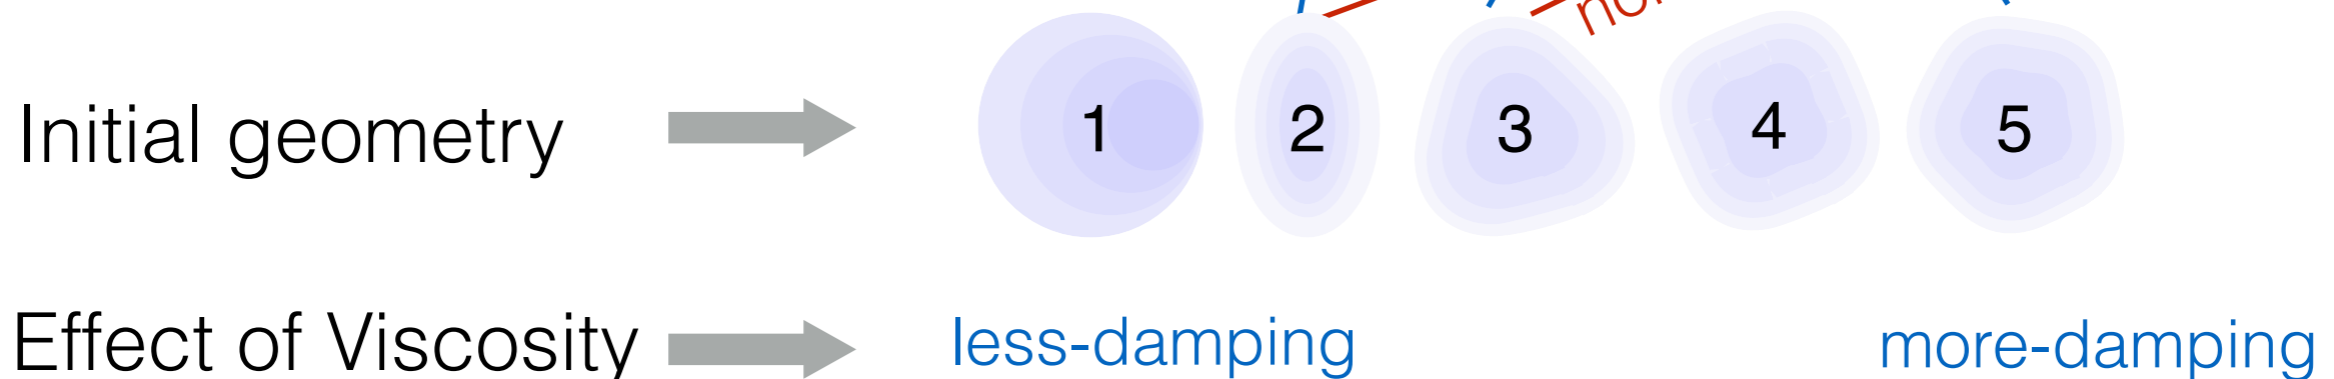 Initial geometry 1 2 3 4 5
Effect of Viscosity less-damping more-damping